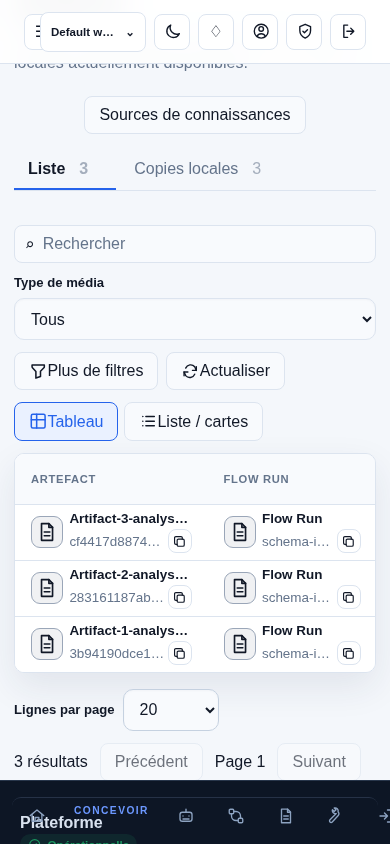 Default w... 
locales actuellement disponibles.
Sources de connaissances
Liste 3 Copies locales 3
Rechercher
Type de média
Tous
Plus de filtres Actualiser
Tableau Liste / cartes
ARTEFACT FLOW RUN
Artifact-3-analys... Flow Run
cf4417d8874... schema-i...
Artifact-2-analys... Flow Run
283161187ab... schema-i...
Artifact-1-analys... Flow Run
3b94190dce1... schema-i...
Lignes par page 20
3 résultats Précédent Page 1 Suivant
CONCEVOIR
Plateforme
Opérationnelle